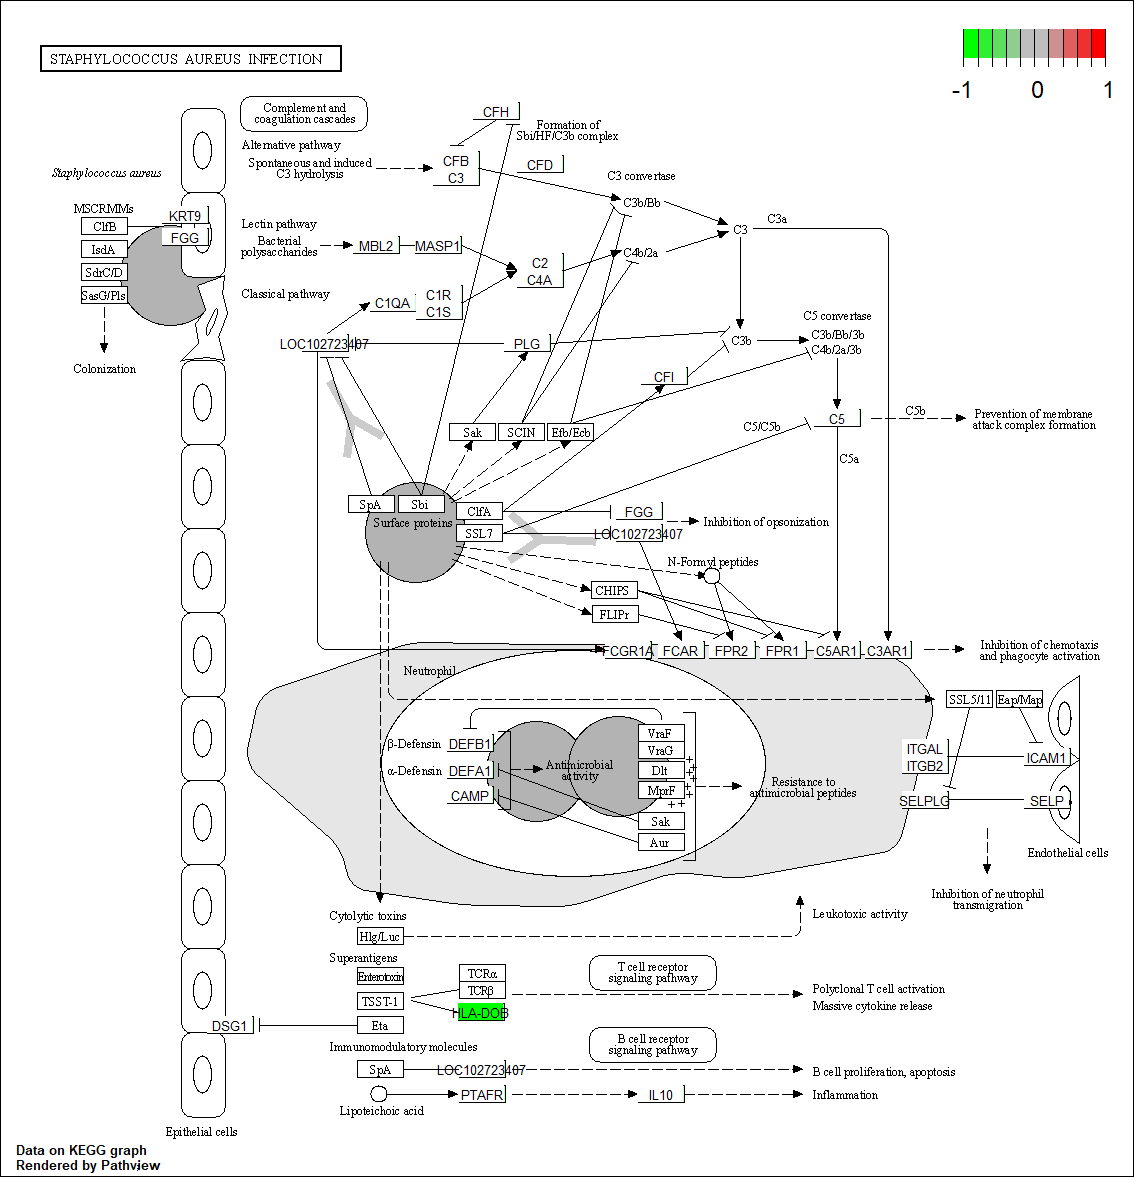 STAPHYLOCOCCUS AUREUS INFECTION
-1
0
1
Complement and
coagulation cascades
CFH
Formation of
Sbi/HF/C3b complex
Alternative pathway
Spontaneous and induced
C3 hydrolysis
CFB
C3
CFD
C3 convertase
Staphylococcus aureus
MSCRMMs
ClfB
IsdA
SdrC/D
SasG/Pls
KRT9
FGG
C3b/Bb
C3a
C3
Lectin pathway
Bacterial
polysaccharides
MBL2
MASP1
C2
C4A
C4b/2a
Classical pathway
C1QA
C1R
C1S
C5 convertase
C3b/Bb/3b
C4b/2a/3b
LOC102723407
PLG
C3b
Colonization
CFI
C5
C5b
Prevention of membrane
attack complex formation
Sak
SCIN
Efb/Ecb
C5/C5b
C5a
SpA
Sbi
Surface proteins
ClfA
SSL7
FGG
LOC102723407
Inhibition of opsonization
N-Formyl peptides
CHIPS
FLIPr
FCGR1A
FCAR
FPR2
FPR1
C5AR1
C3AR1
Inhibition of chemotaxis
and phagocyte activation
Neutrophil
SSL5/11
Eap/Map
β-Defensin
DEFB1
α-Defensin
DEFA1
CAMP
Antimicrobial
activity
VraF
VraG
Dlt
MprF
Sak
Aur
+
+
+
+
+
+
+ +
Resistance to
antimicrobial peptides
ITGAL
ITGB2
ICAM1
SELPLG
SELP
Endothelial cells
Inhibition of neutrophil
transmigration
Cytolytic toxins
Hlg/Luc
Leukotoxic activity
Superantigens
Enterotoxin
TSST-1
Eta
TCRα
TCRβ
HLA-DOB
T cell receptor
signaling pathway
Polyclonal T cell activation
Massive cytokine release
DSG1
Immunomodulatory molecules
B cell receptor
signaling pathway
SpA
LOC102723407
B cell proliferation, apoptosis
Lipoteichoic acid
PTAFR
IL10
Inflammation
Epithelial cells
Data on KEGG graph
Rendered by Pathview